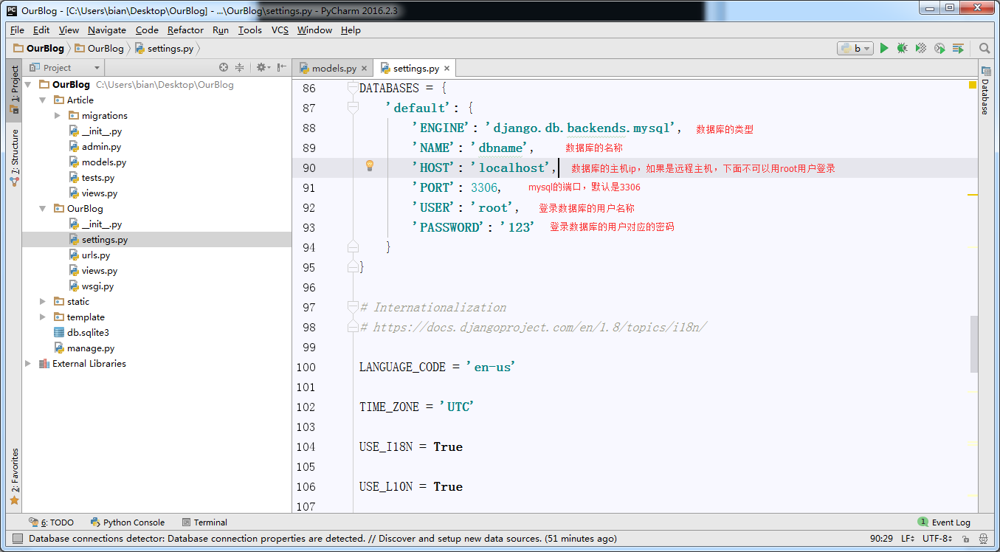 OurBlog - [C:\Users\bian\Desktop\OurBlog] - ...\OurBlog\settings.py - PyCharm 2016.2.3
File Edit View Navigate Code Refactor Run Tools VCS Window Help
OurBlog OurBlog settings.py b
Project
models.py settings.py
1: Project
7: Structure
2: Favorites
OurBlog C:\Users\bian\Desktop\OurBlog
Article
migrations
__init__.py
admin.py
models.py
tests.py
views.py
OurBlog
__init__.py
settings.py
urls.py
views.py
wsgi.py
static
template
db.sqlite3
manage.py
External Libraries
86 DATABASES = {
87 'default': {
88 'ENGINE': 'django.db.backends.mysql', 数据库的类型
89 'NAME': 'dbname', 数据库的名称
90 'HOST': 'localhost', 数据库的主机ip，如果是远程主机，下面不可以用root用户登录
91 'PORT': 3306, mysql的端口，默认是3306
92 'USER': 'root', 登录数据库的用户名称
93 'PASSWORD': '123' 登录数据库的用户对应的密码
94 }
95 }
96
97 # Internationalization
98 # https://docs.djangoproject.com/en/1.8/topics/i18n/
99
100 LANGUAGE_CODE = 'en-us'
101
102 TIME_ZONE = 'UTC'
103
104 USE_I18N = True
105
106 USE_L10N = True
107
Database
6: TODO Python Console Terminal 1 Event Log
Database connections detector: Database connection properties are detected. // Discover and setup new data sources. (51 minutes ago) 90:29 LF UTF-8